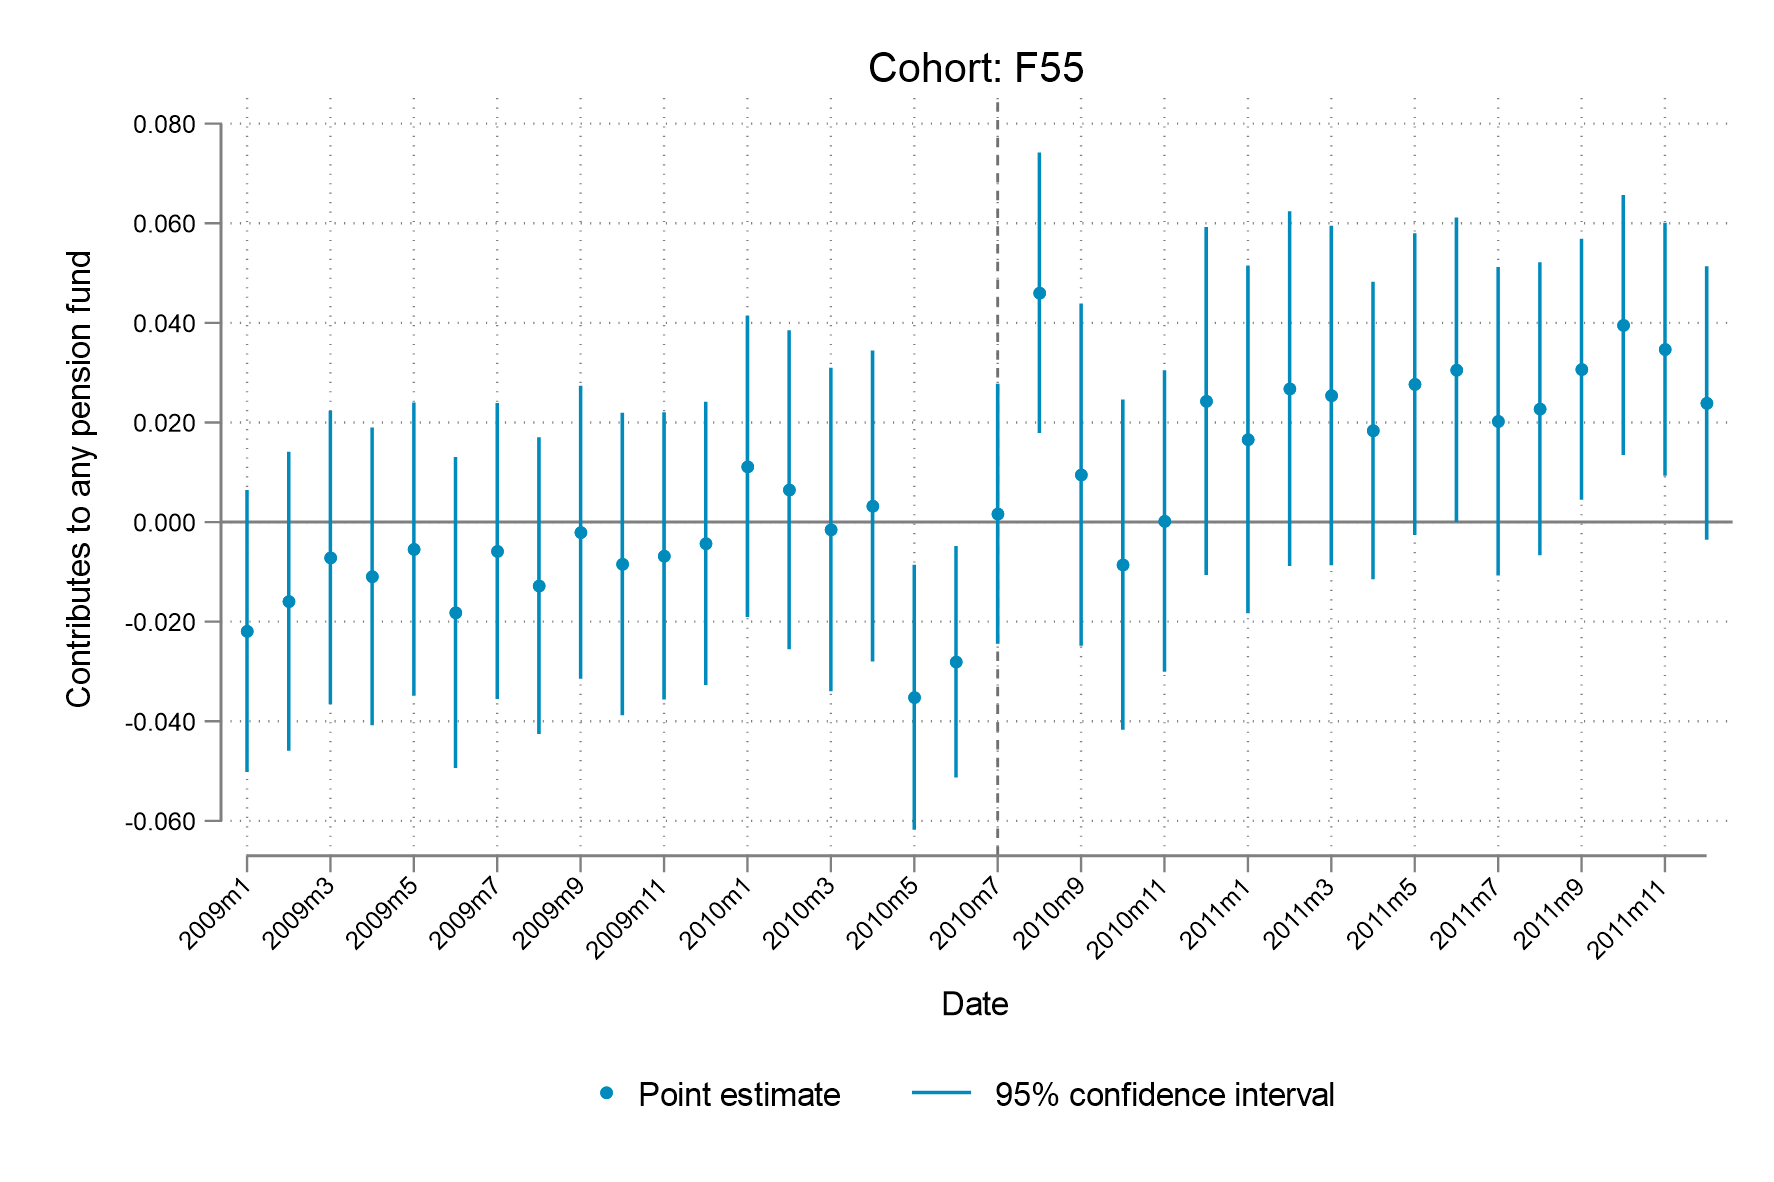 Cohort: F55
Contributes to any pension fund
0.080
0.060
0.040
0.020
0.000
-0.020
-0.040
-0.060
2009m1
2009m3
2009m5
2009m7
2009m9
2009m11
2010m1
2010m3
2010m5
2010m7
2010m9
2010m11
2011m1
2011m3
2011m5
2011m7
2011m9
2011m11
Date
Point estimate
95% confidence interval